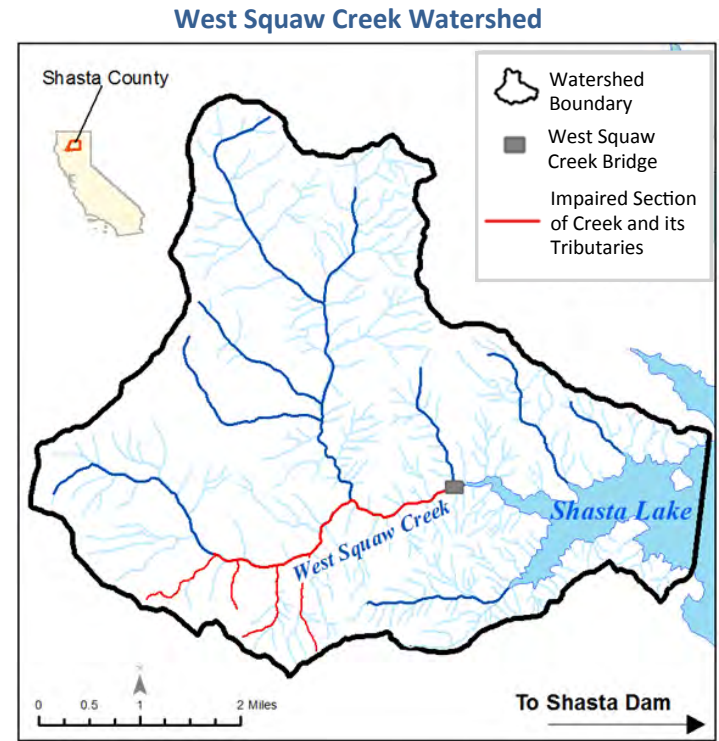 West Squaw Creek Watershed
Shasta County
Watershed
Boundary
West Squaw
Creek Bridge
Impaired Section
of Creek and its
Tributaries
Shasta Lake
West Squaw Creek
0 0.5 1 2 Miles
To Shasta Dam